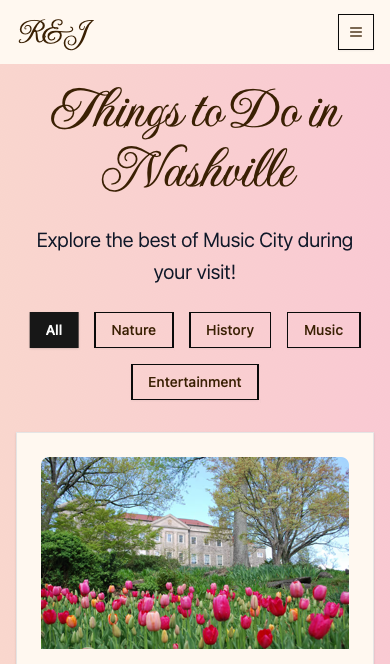 R&J
Things to Do in
Nashville
Explore the best of Music City during
your visit!
All
Nature
History
Music
Entertainment